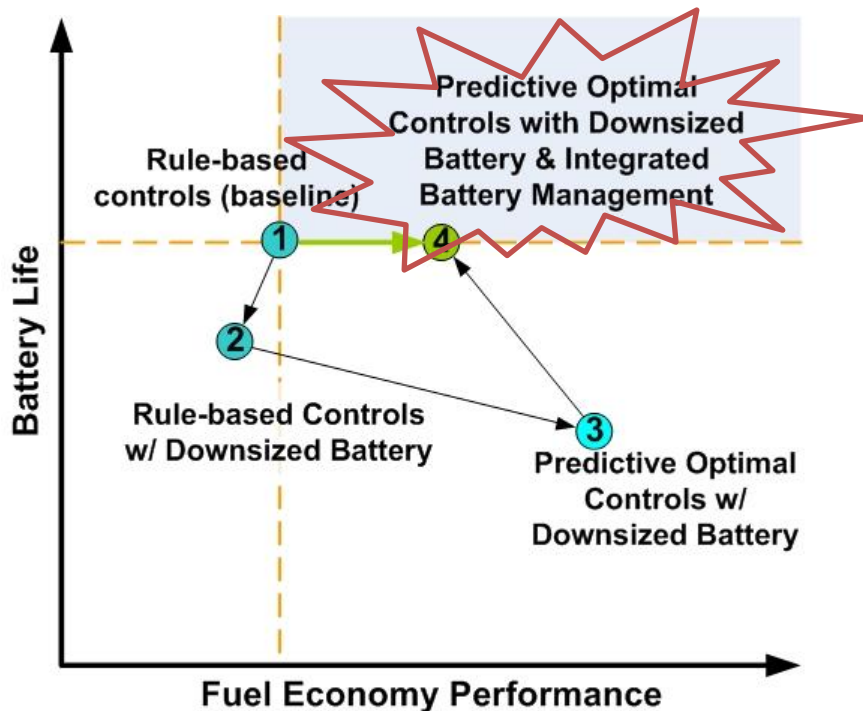 Predictive Optimal
Controls with Downsized
Battery & Integrated
Battery Management
Rule-based
controls (baseline)
1
4
2
Rule-based Controls
w/ Downsized Battery
3
Predictive Optimal
Controls w/
Downsized Battery
Battery Life
Fuel Economy Performance